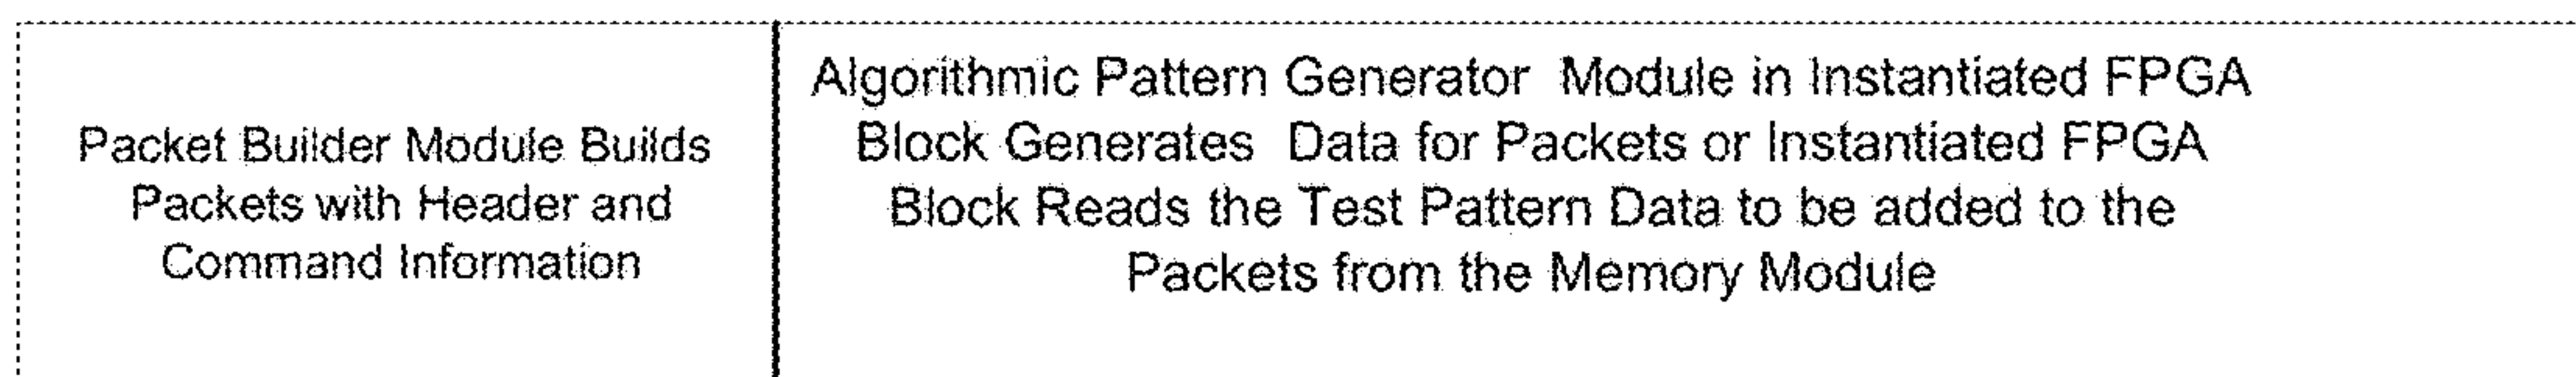 Packet Builder Module Builds
Packets with Header and
Command Information
Algorithmic Pattern Generator Module in Instantiated FPGA
Block Generates Data for Packets or Instantiated FPGA
Block Reads the Test Pattern Data to be added to the
Packets from the Memory Module